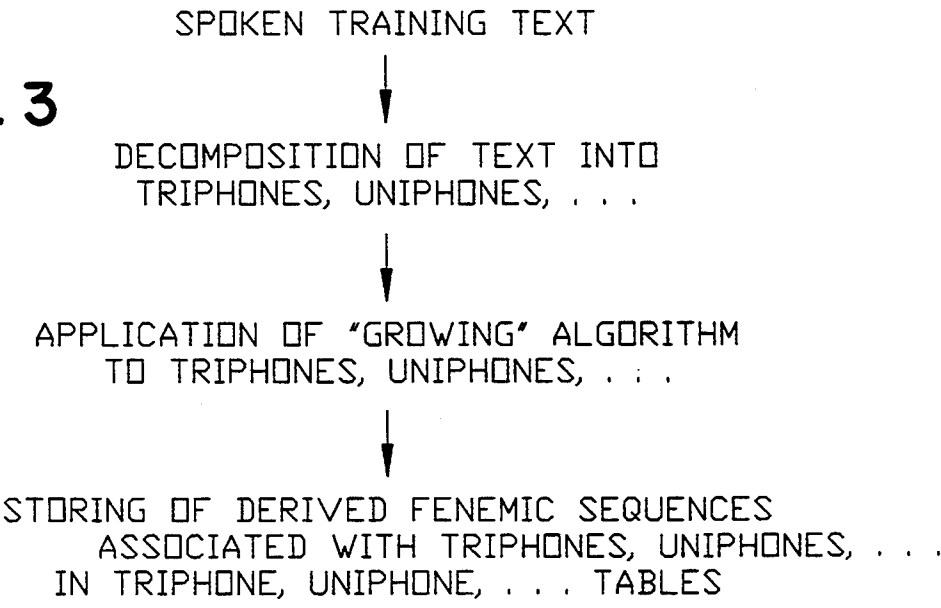 SPOKEN TRAINING TEXT
. 3
DECOMPOSITION OF TEXT INTO
TRIPHONES, UNIPHONES, . . .
APPLICATION OF "GROWING" ALGORITHM
TO TRIPHONES, UNIPHONES, . . .
STORING OF DERIVED FENEMIC SEQUENCES
ASSOCIATED WITH TRIPHONES, UNIPHONES, . . .
IN TRIPHONE, UNIPHONE, . . . TABLES